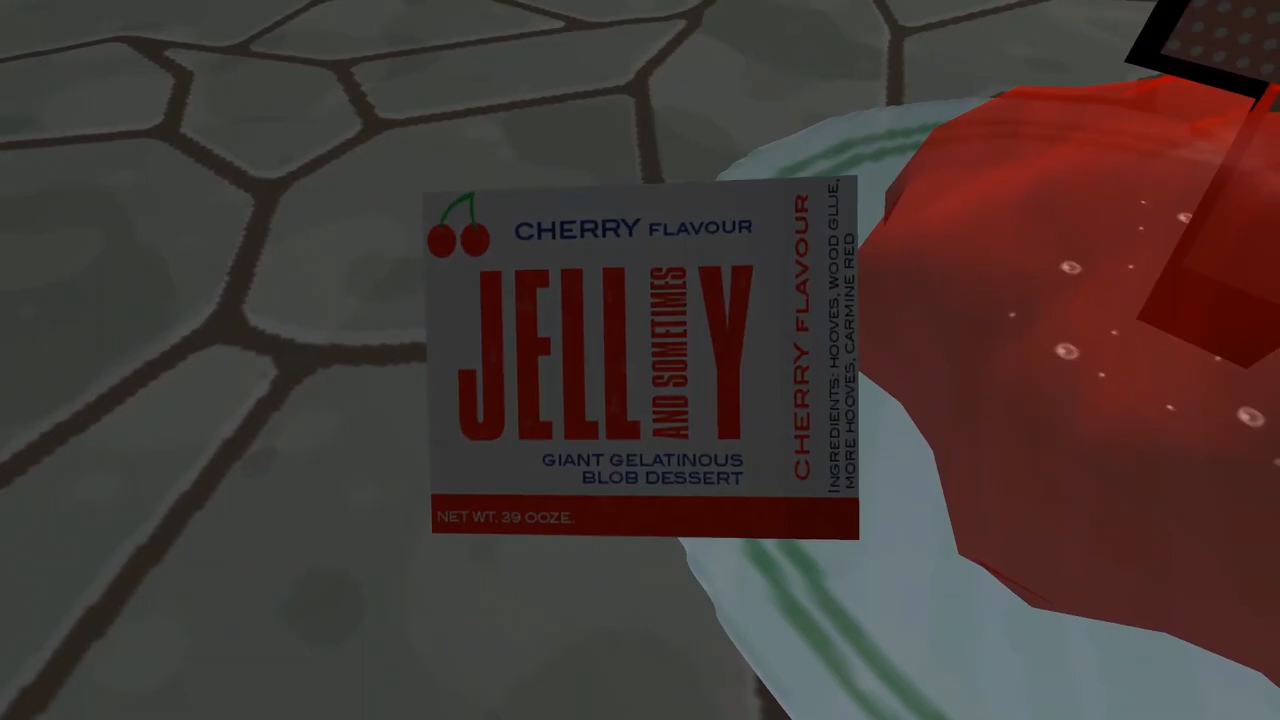 CHERRY FLAVOUR
JELL AND SOMETIMES Y
GIANT GELATINOUS
BLOB DESSERT
NET WT. 39 OOZE.
CHERRY FLAVOUR
INGREDIENTS: HOOVES, WOOD GLUE,
MORE HOOVES, CARMINE RED